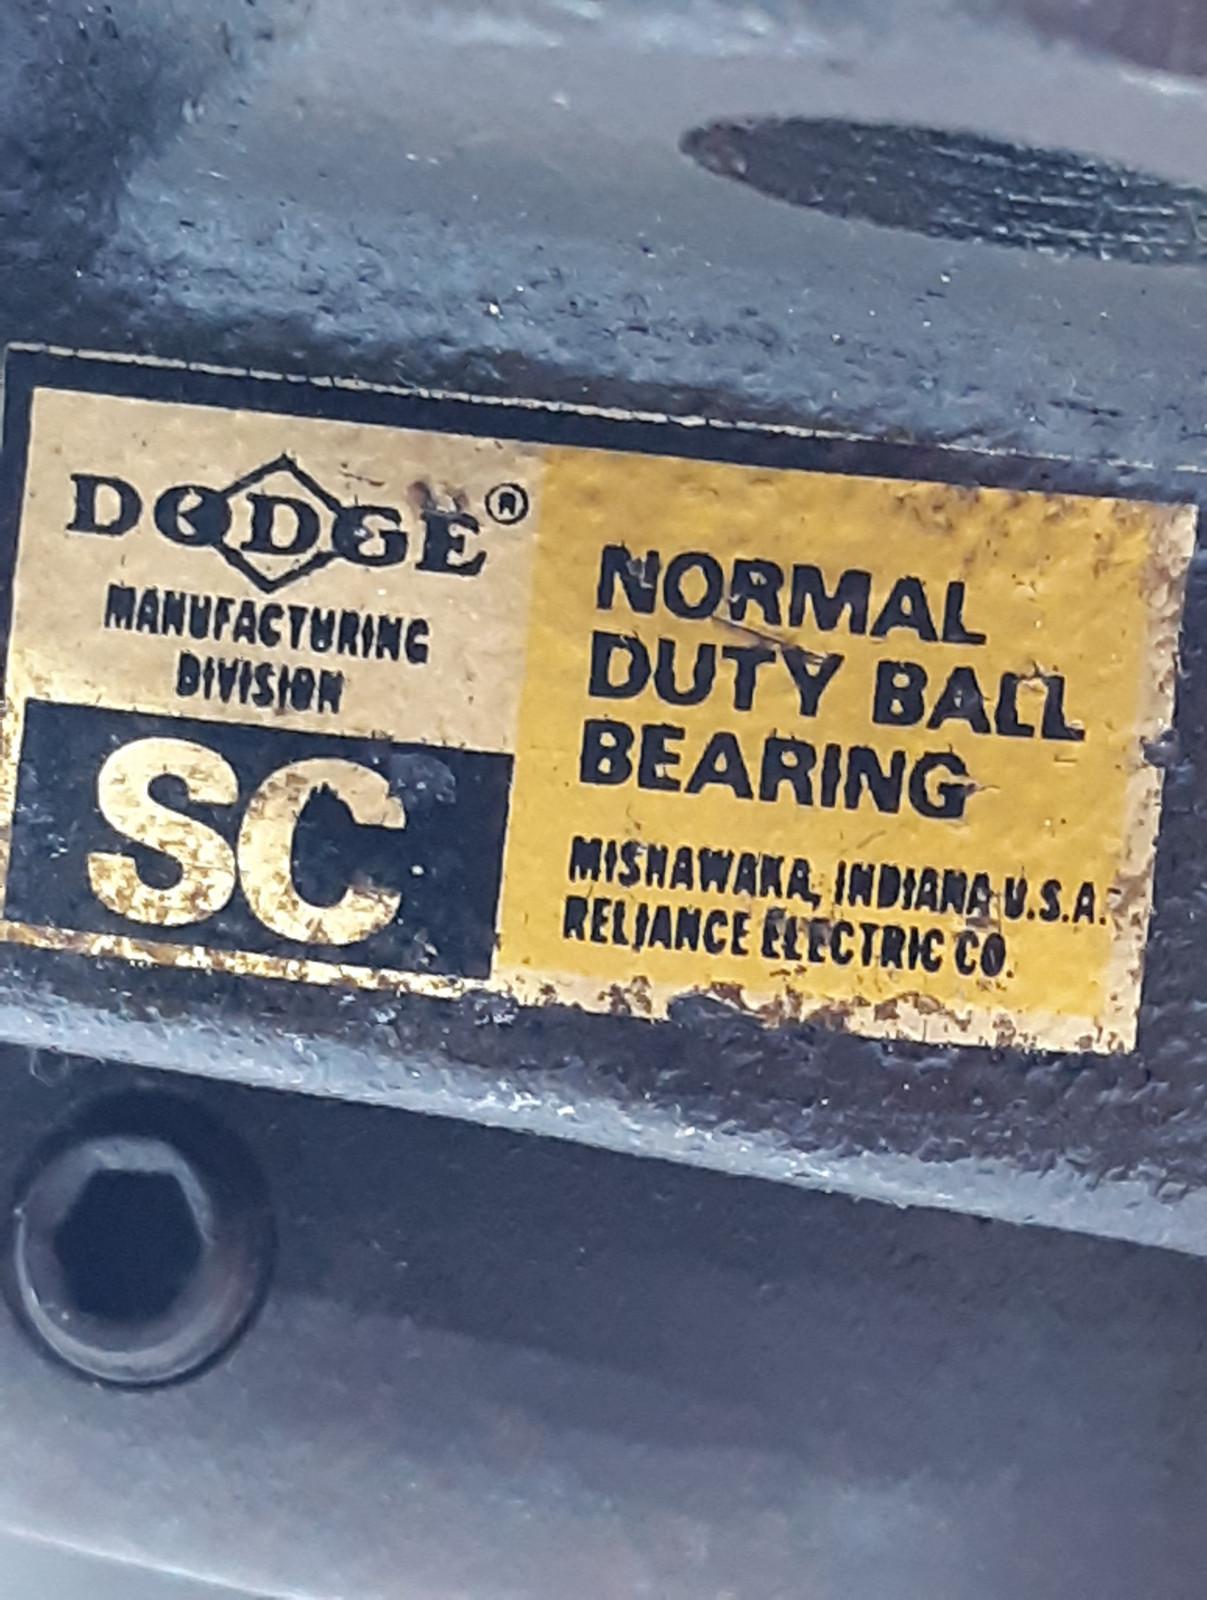 DODGE®
MANUFACTURING
DIVISION
SC
NORMAL
DUTY BALL
BEARING
MISHAWAKA, INDIANA U.S.A.
RELIANCE ELECTRIC CO.